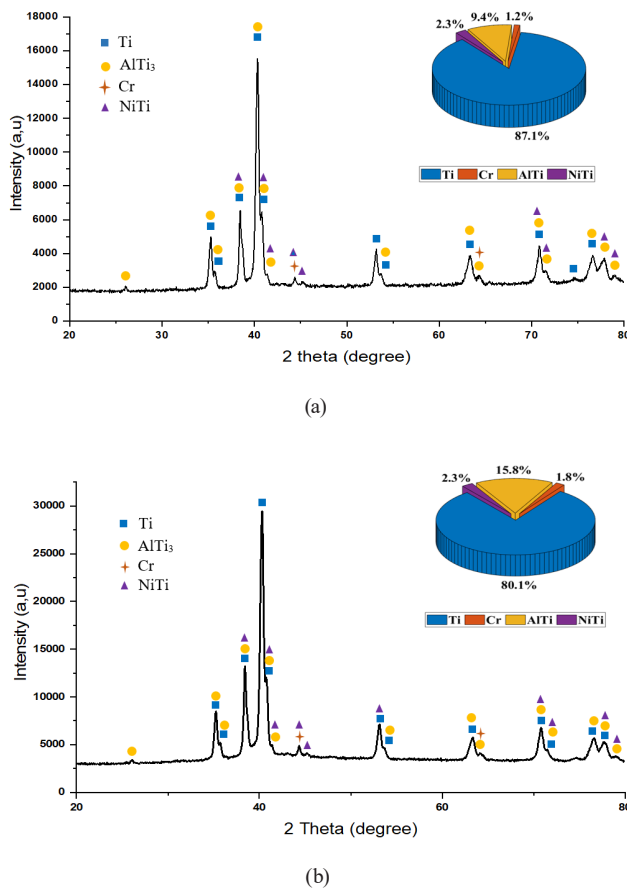 18000
16000
14000
12000
10000
8000
6000
4000
2000
0
Intensity (a,u)
Ti
AlTi3
Cr
NiTi
2.3%
9.4%
1.2%
87.1%
Ti Cr AlTi NiTi
20 30 40 50 60 70 80
2 theta (degree)
(a)
30000
25000
20000
15000
10000
5000
0
Intensity (a,u)
Ti
AlTi3
Cr
NiTi
2.3%
15.8%
1.8%
80.1%
Ti Cr AlTi NiTi
20 40 60 80
2 Theta (degree)
(b)